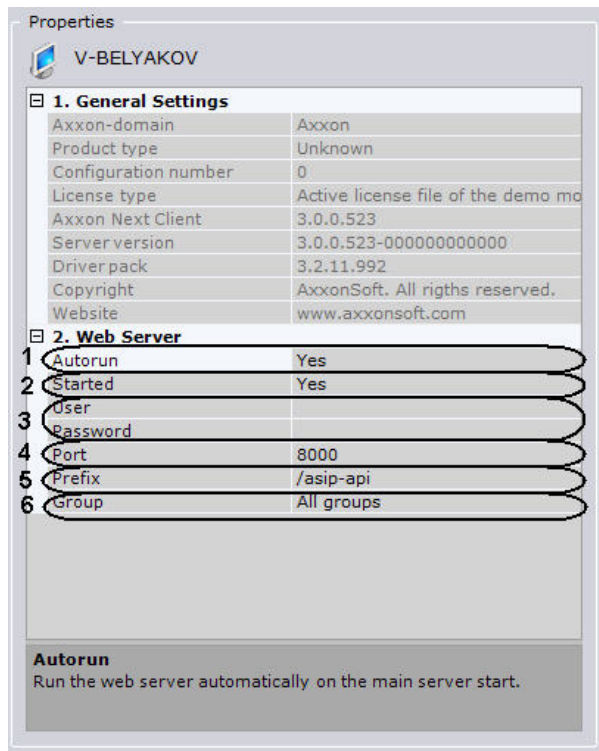 Properties
V-BELYAKOV
1. General Settings
Axxon-domain Axxon
Product type Unknown
Configuration number 0
License type Active license file of the demo mo
Axxon Next Client 3.0.0.523
Server version 3.0.0.523-000000000000
Driver pack 3.2.11.992
Copyright AxxonSoft. All rigths reserved.
Website www.axxonsoft.com
2. Web Server
1 Autorun Yes
2 Started Yes
User
3
Password
4 Port 8000
5 Prefix /asip-api
6 Group All groups
Autorun
Run the web server automatically on the main server start.